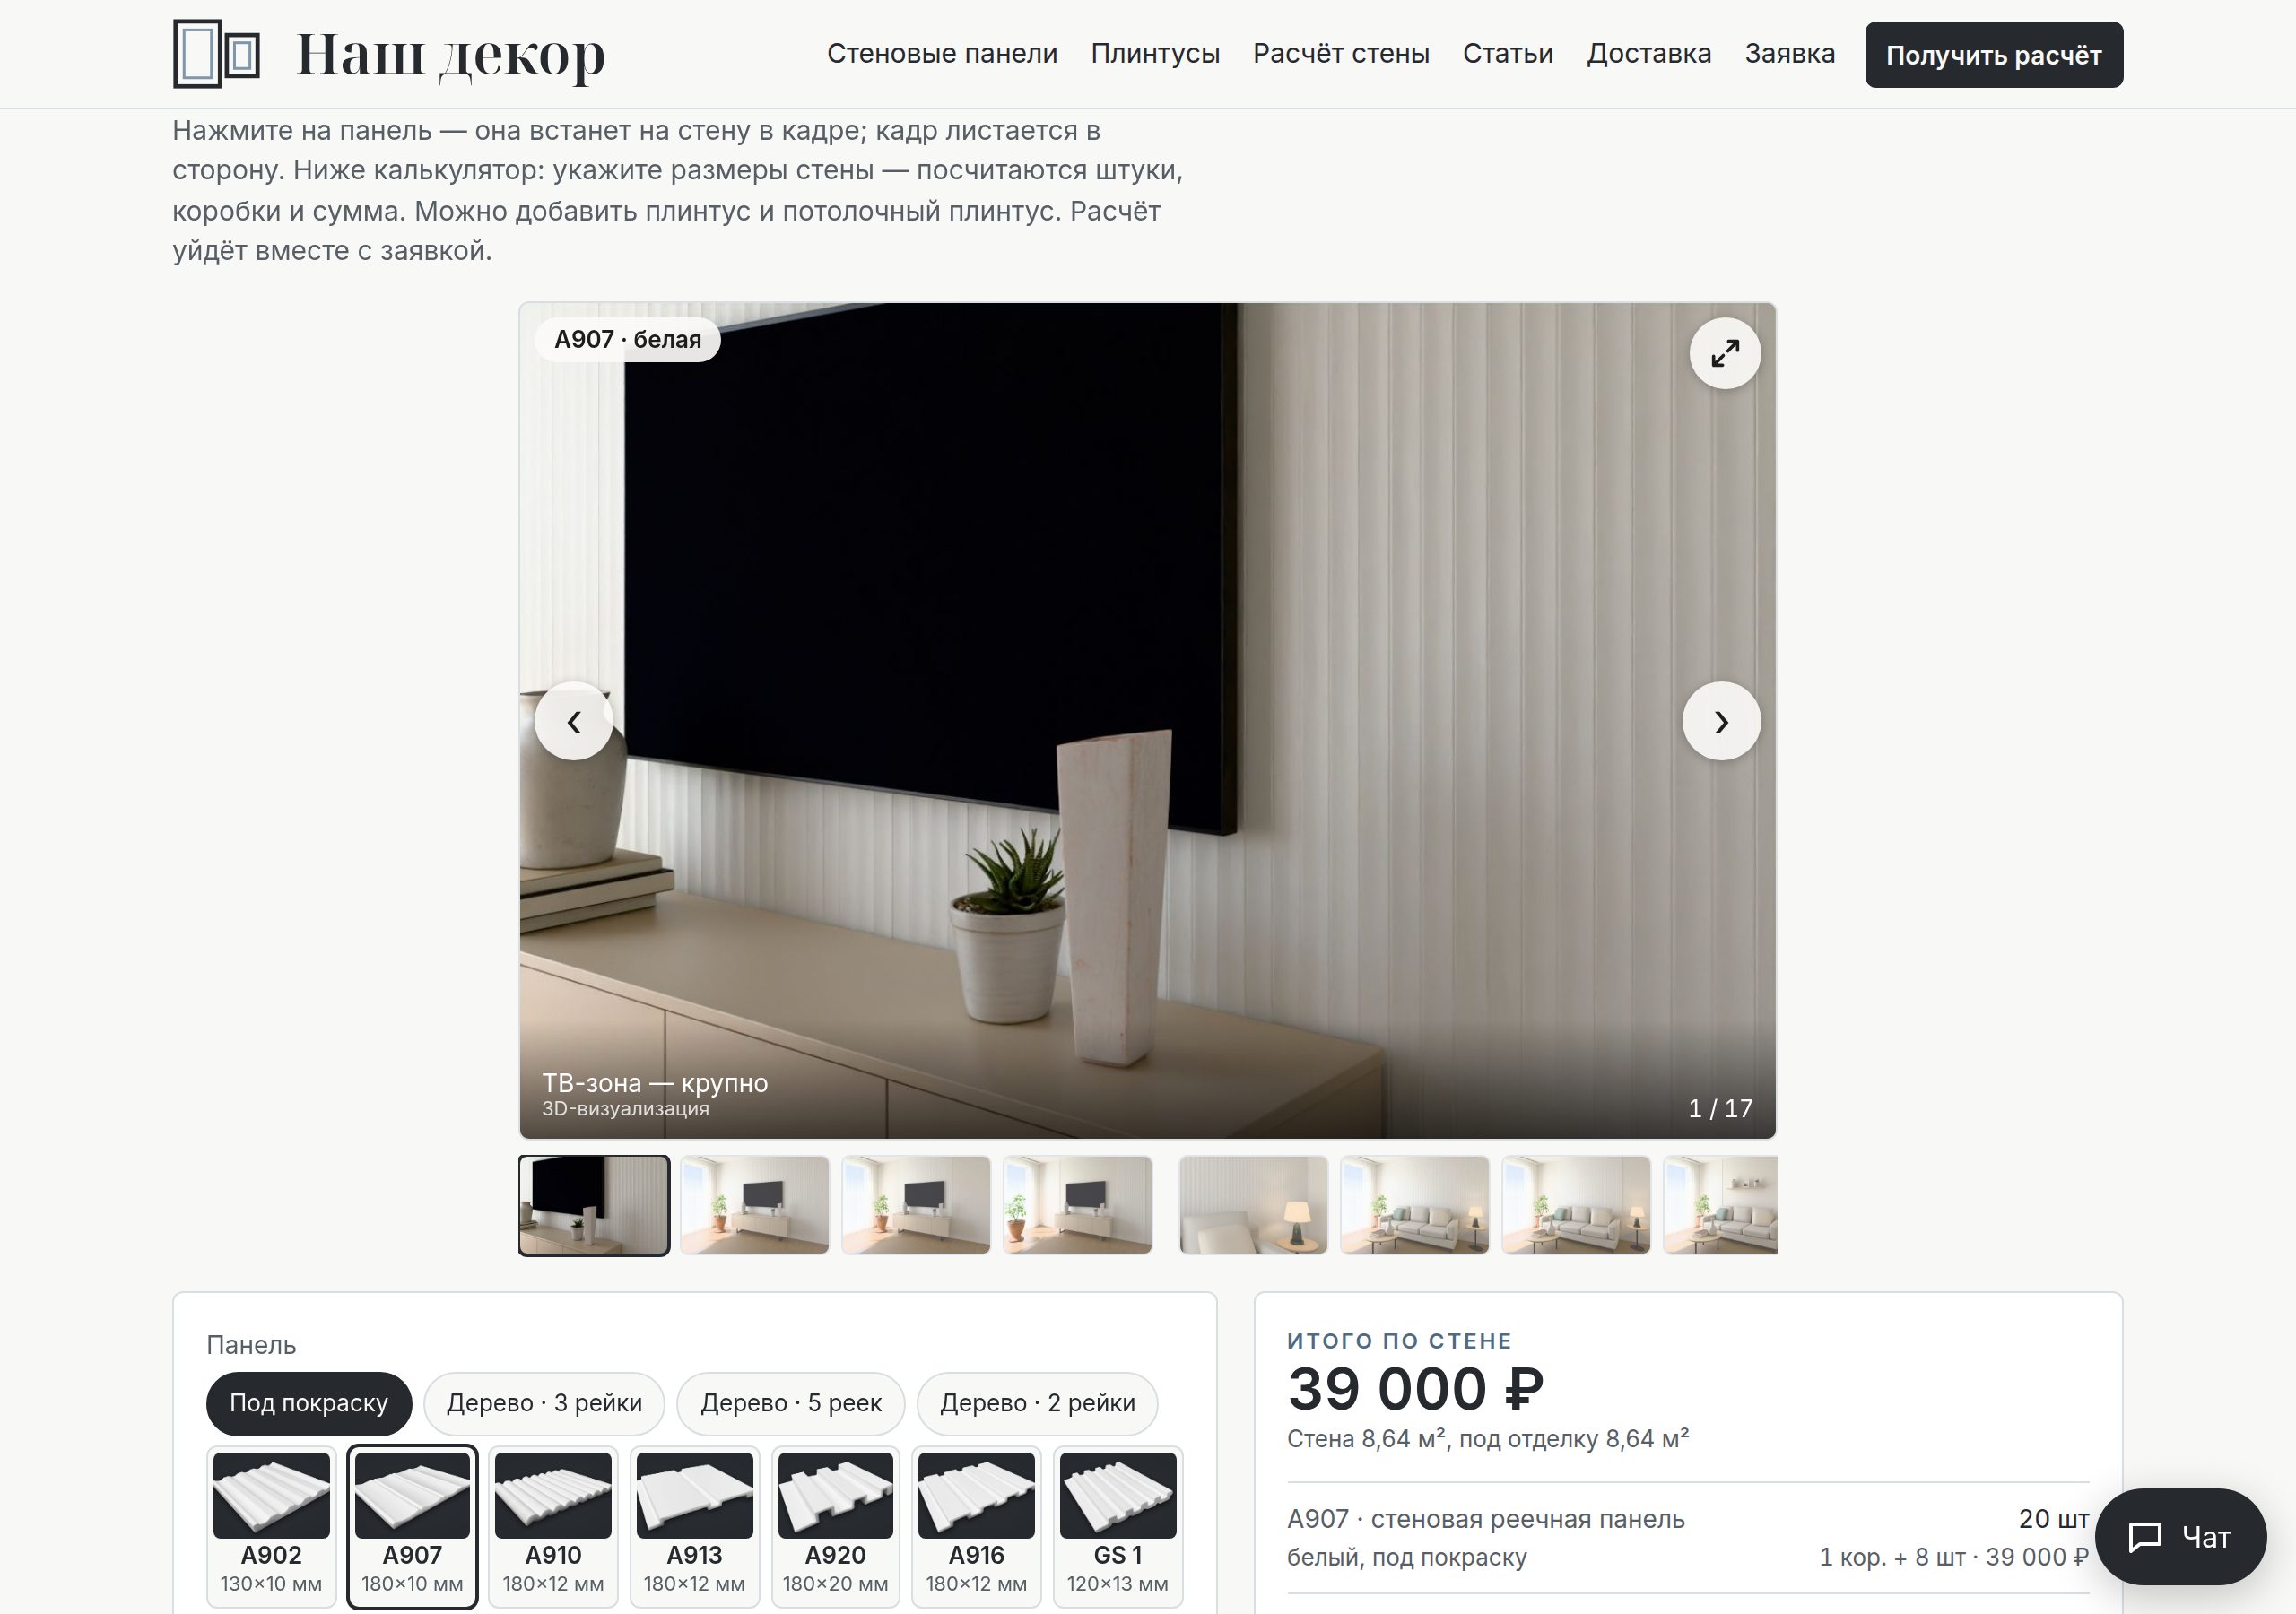 Наш декор
Стеновые панели
Плинтусы
Расчёт стены
Статьи
Доставка
Заявка
Получить расчёт
Нажмите на панель — она встанет на стену в кадре; кадр листается в
сторону. Ниже калькулятор: укажите размеры стены — посчитаются штуки,
коробки и сумма. Можно добавить плинтус и потолочный плинтус. Расчёт
уйдёт вместе с заявкой.
A907 · белая
ТВ-зона — крупно
3D-визуализация
1 / 17
Панель
Под покраску
Дерево · 3 рейки
Дерево · 5 реек
Дерево · 2 рейки
A902
130×10 мм
A907
180×10 мм
A910
180×12 мм
A913
180×12 мм
A920
180×20 мм
A916
180×12 мм
GS 1
120×13 мм
ИТОГО ПО СТЕНЕ
39 000 ₽
Стена 8,64 м², под отделку 8,64 м²
A907 · стеновая реечная панель
20 шт
белый, под покраску
1 кор. + 8 шт · 39 000 ₽
Чат